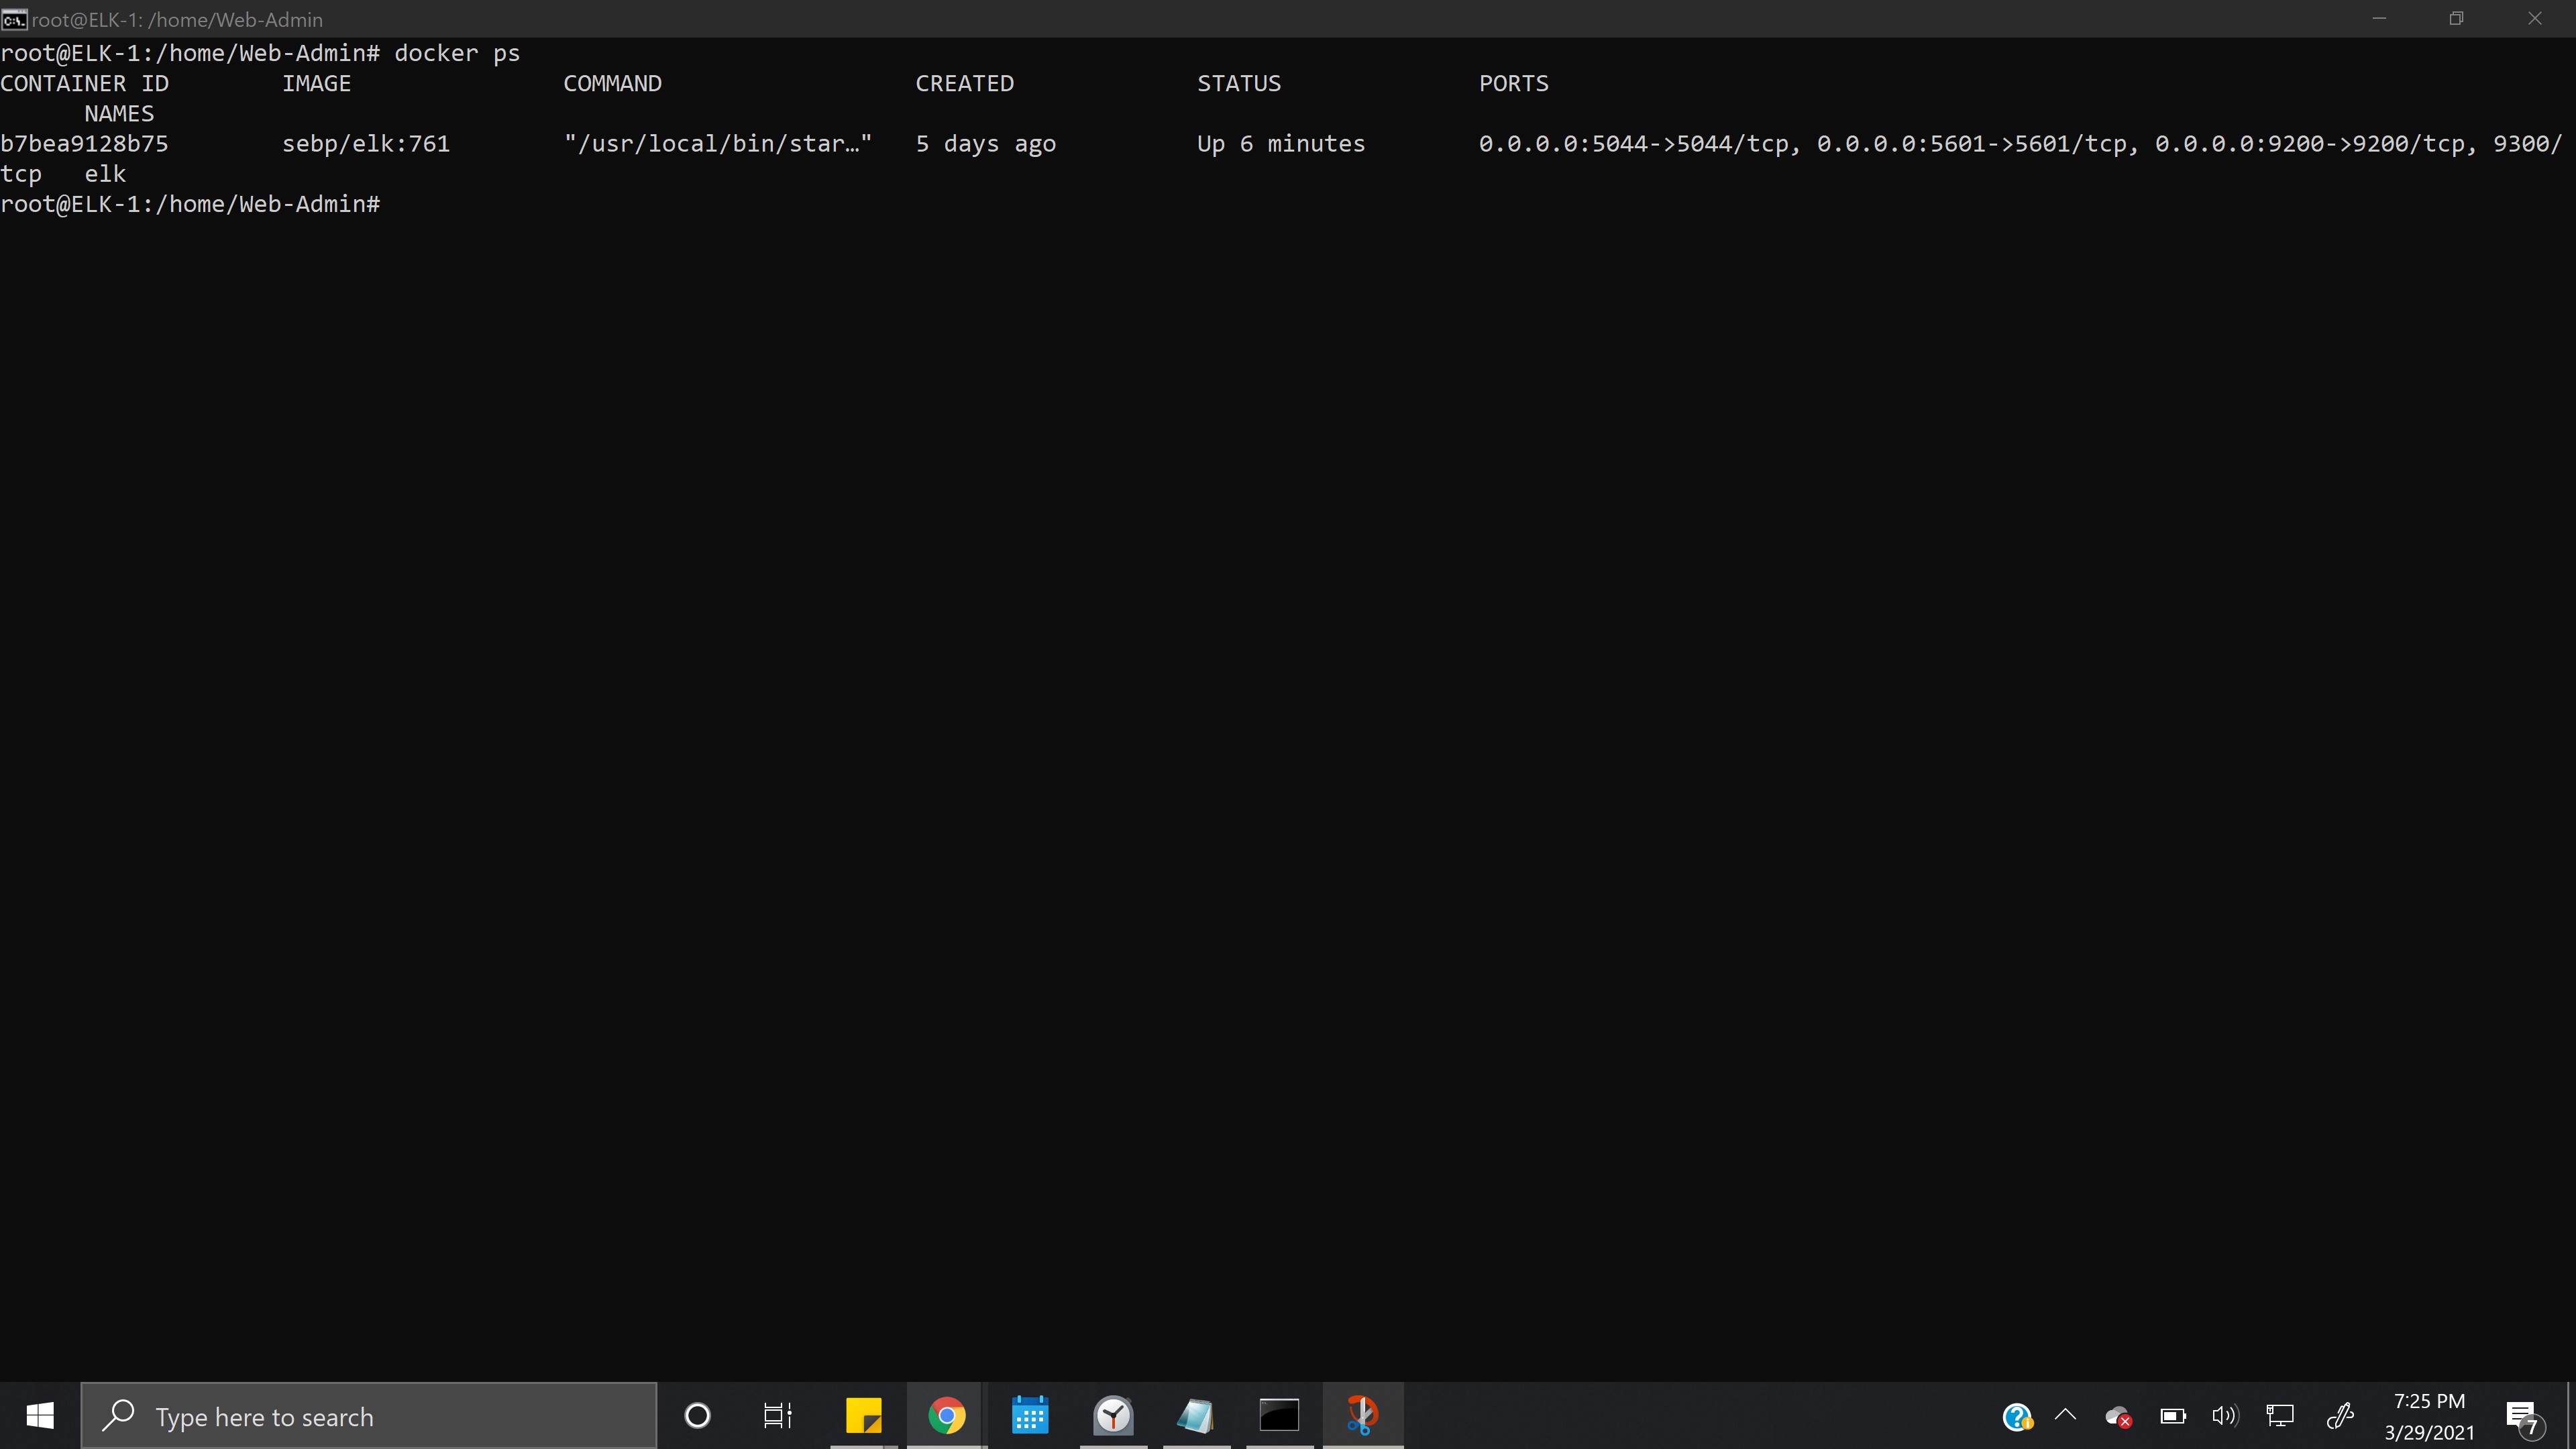 root@ELK-1: /home/Web-Admin
root@ELK-1:/home/Web-Admin# docker ps
CONTAINER ID        IMAGE               COMMAND                  CREATED             STATUS              PORTS
      NAMES
b7bea9128b75        sebp/elk:761        "/usr/local/bin/star…"   5 days ago          Up 6 minutes        0.0.0.0:5044->5044/tcp, 0.0.0.0:5601->5601/tcp, 0.0.0.0:9200->9200/tcp, 9300/
tcp   elk
root@ELK-1:/home/Web-Admin#
Type here to search
7:25 PM
3/29/2021
7